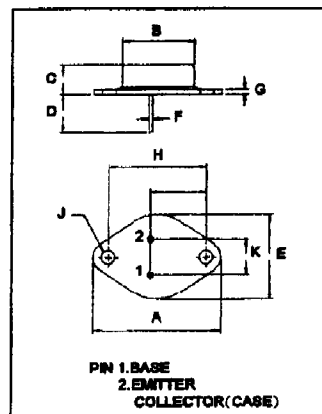 B
C
G
D
F
H
J
2
K
E
1
A
PIN 1.BASE
2.EMITTER
COLLECTOR(CASE)